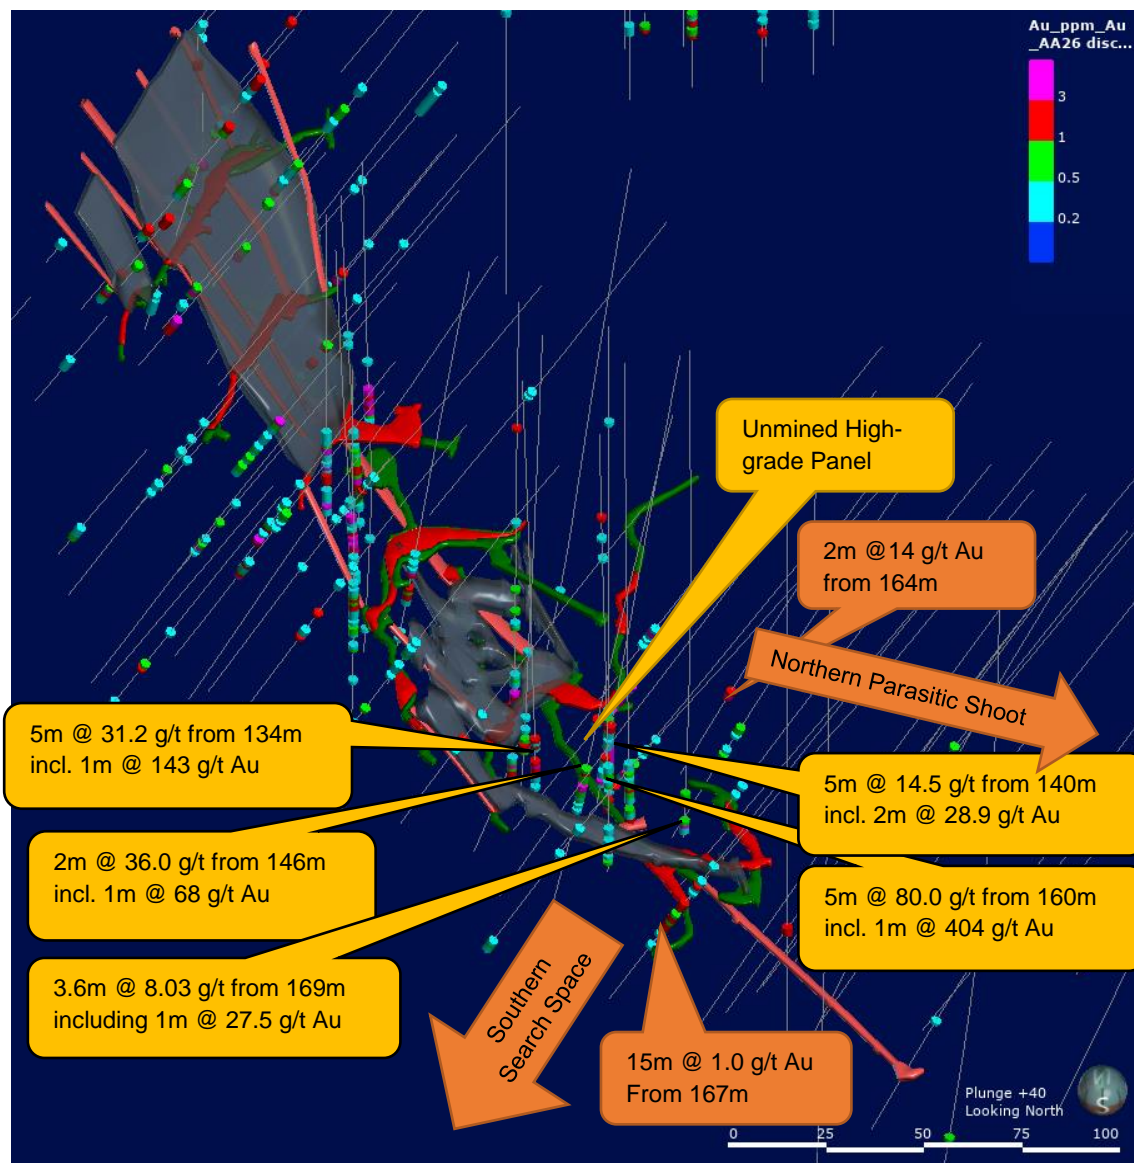 Au_ppm_Au
_AA26 disc...
3
1
0.5
0.2
Unmined High-
grade Panel
2m @14 g/t Au
from 164m
Northern Parasitic Shoot
5m @ 31.2 g/t from 134m
incl. 1m @ 143 g/t Au
5m @ 14.5 g/t from 140m
incl. 2m @ 28.9 g/t Au
2m @ 36.0 g/t from 146m
incl. 1m @ 68 g/t Au
5m @ 80.0 g/t from 160m
incl. 1m @ 404 g/t Au
3.6m @ 8.03 g/t from 169m
including 1m @ 27.5 g/t Au
Southern
Search Space
15m @ 1.0 g/t Au
From 167m
Plunge +40
Looking North
N
S
0 25 50 75 100